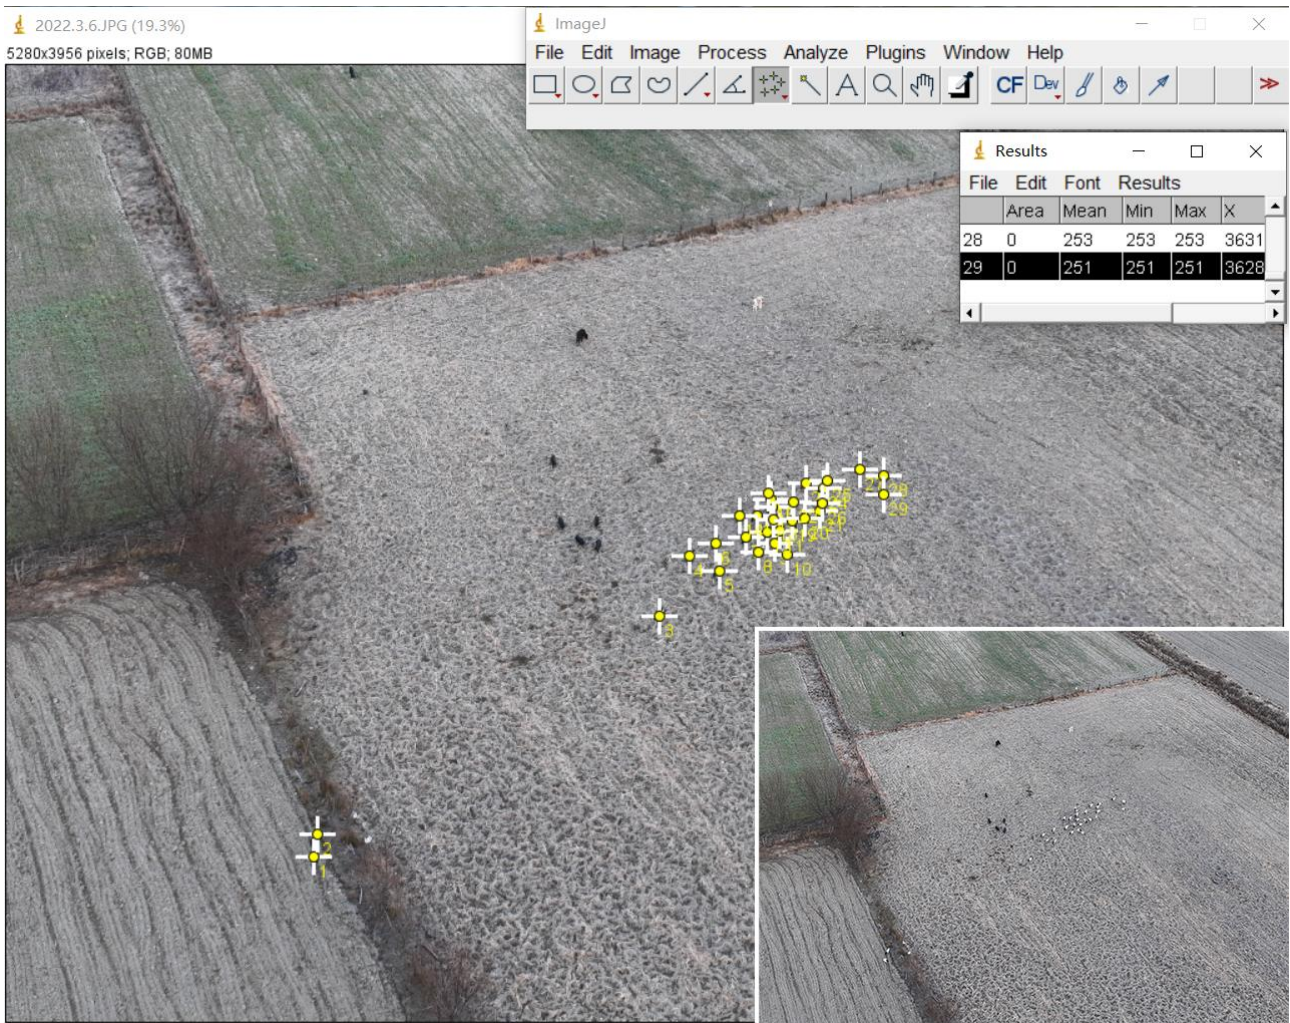 2022.3.6.JPG (19.3%)
5280x3956 pixels; RGB; 80MB
ImageJ
File Edit Image Process Analyze Plugins Window Help
A CF Dev >>
Results
File Edit Font Results
Area Mean Min Max X
28 0 253 253 253 3631
29 0 251 251 251 3628
28
29
4
5
8
10
20
1
2